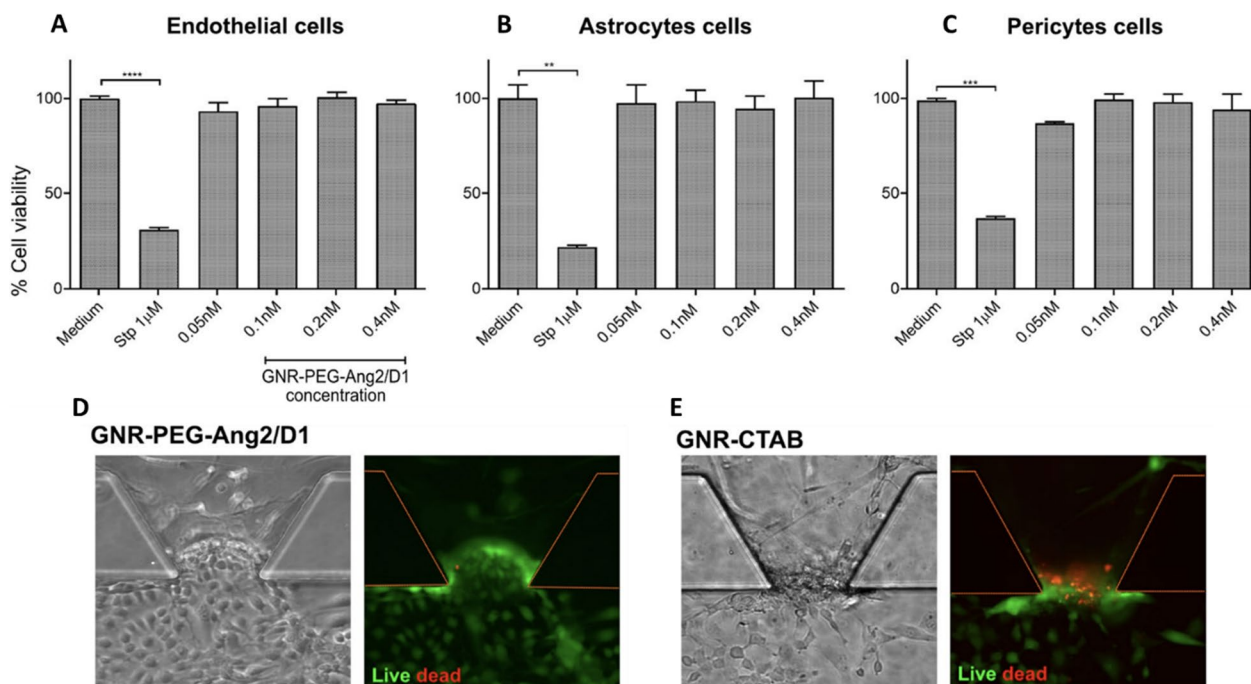 A
Endothelial cells
% Cell viability
100
50
0
****
Medium
Stp 1µM
0.05nM
0.1nM
0.2nM
0.4nM
GNR-PEG-Ang2/D1
concentration
B
Astrocytes cells
100
50
0
**
Medium
Stp 1µM
0.05nM
0.1nM
0.2nM
0.4nM
C
Pericytes cells
100
50
0
***
Medium
Stp 1µM
0.05nM
0.1nM
0.2nM
0.4nM
D
GNR-PEG-Ang2/D1
Live dead
E
GNR-CTAB
Live dead